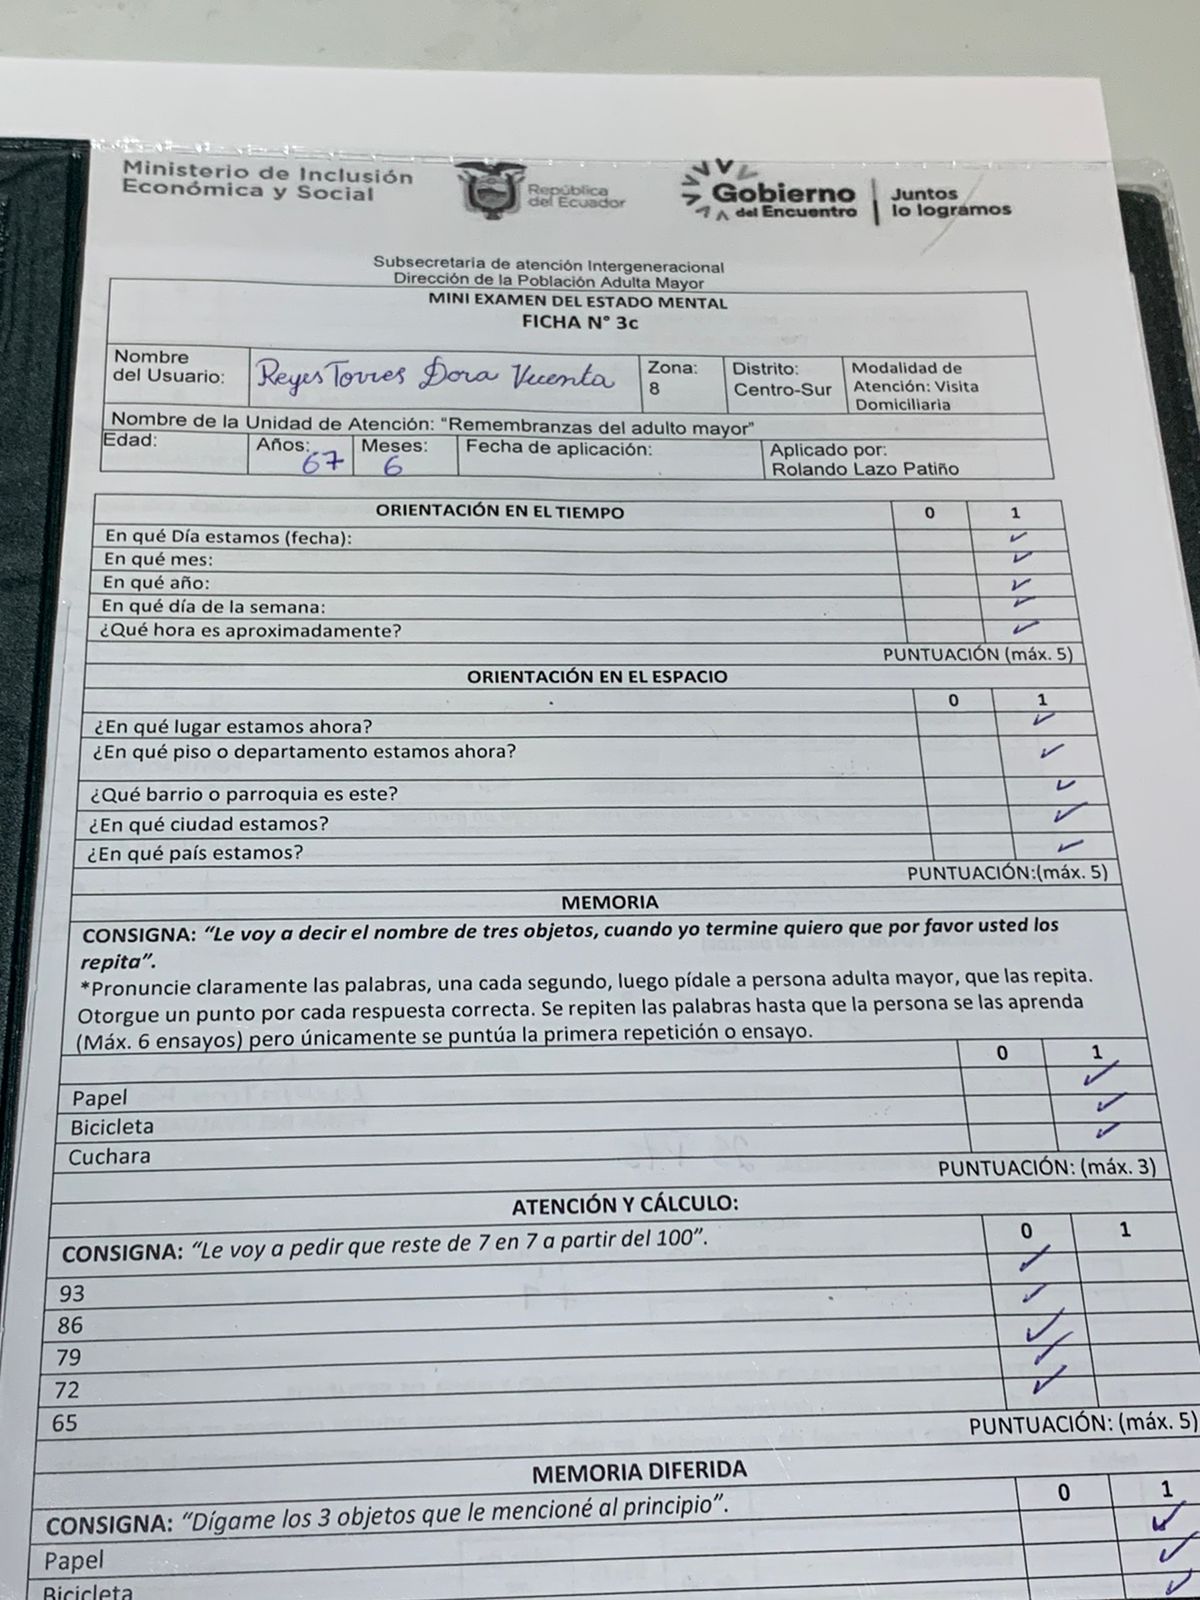 Ministerio de Inclusión
Económica y Social
República
del Ecuador
Gobierno
del Encuentro
Juntos
lo logramos
Subsecretaria de atención Intergeneracional
Dirección de la Población Adulta Mayor
MINI EXAMEN DEL ESTADO MENTAL
FICHA N° 3c
Nombre
del Usuario:
Reyes Torres Dora Vicenta
Zona:
8
Distrito:
Centro-Sur
Modalidad de
Atención: Visita
Domiciliaria
Nombre de la Unidad de Atención: "Remembranzas del adulto mayor"
Edad:
Años:
67
Meses:
6
Fecha de aplicación:
Aplicado por:
Rolando Lazo Patiño
ORIENTACIÓN EN EL TIEMPO 0 1
En qué Día estamos (fecha): ✓
En qué mes: ✓
En qué año: ✓
En qué día de la semana: ✓
¿Qué hora es aproximadamente? ✓
PUNTUACIÓN (máx. 5)
ORIENTACIÓN EN EL ESPACIO
0 1
¿En qué lugar estamos ahora? ✓
¿En qué piso o departamento estamos ahora? ✓
¿Qué barrio o parroquia es este? ✓
¿En qué ciudad estamos? ✓
¿En qué país estamos? ✓
PUNTUACIÓN:(máx. 5)
MEMORIA
CONSIGNA: "Le voy a decir el nombre de tres objetos, cuando yo termine quiero que por favor usted los
repita".
*Pronuncie claramente las palabras, una cada segundo, luego pídale a persona adulta mayor, que las repita.
Otorgue un punto por cada respuesta correcta. Se repiten las palabras hasta que la persona se las aprenda
(Máx. 6 ensayos) pero únicamente se puntúa la primera repetición o ensayo.
0 1
Papel ✓
Bicicleta ✓
Cuchara ✓
PUNTUACIÓN: (máx. 3)
ATENCIÓN Y CÁLCULO:
CONSIGNA: "Le voy a pedir que reste de 7 en 7 a partir del 100". 0 1
93 ✓
86 ✓
79 ✓
72 ✓
65 ✓
PUNTUACIÓN: (máx. 5)
MEMORIA DIFERIDA
CONSIGNA: "Dígame los 3 objetos que le mencioné al principio". 0 1
Papel ✓
Bicicleta ✓
✓